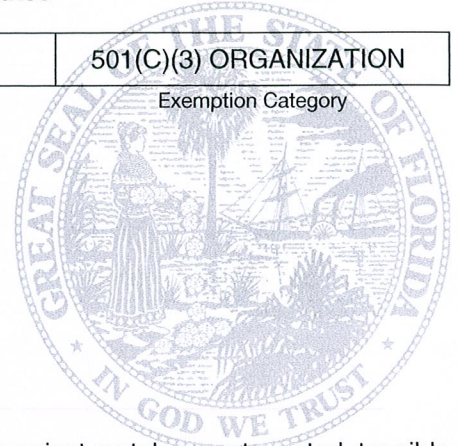 501(C)(3) ORGANIZATION
Exemption Category
GREAT SEAL OF THE STATE OF FLORIDA
IN GOD WE TRUST